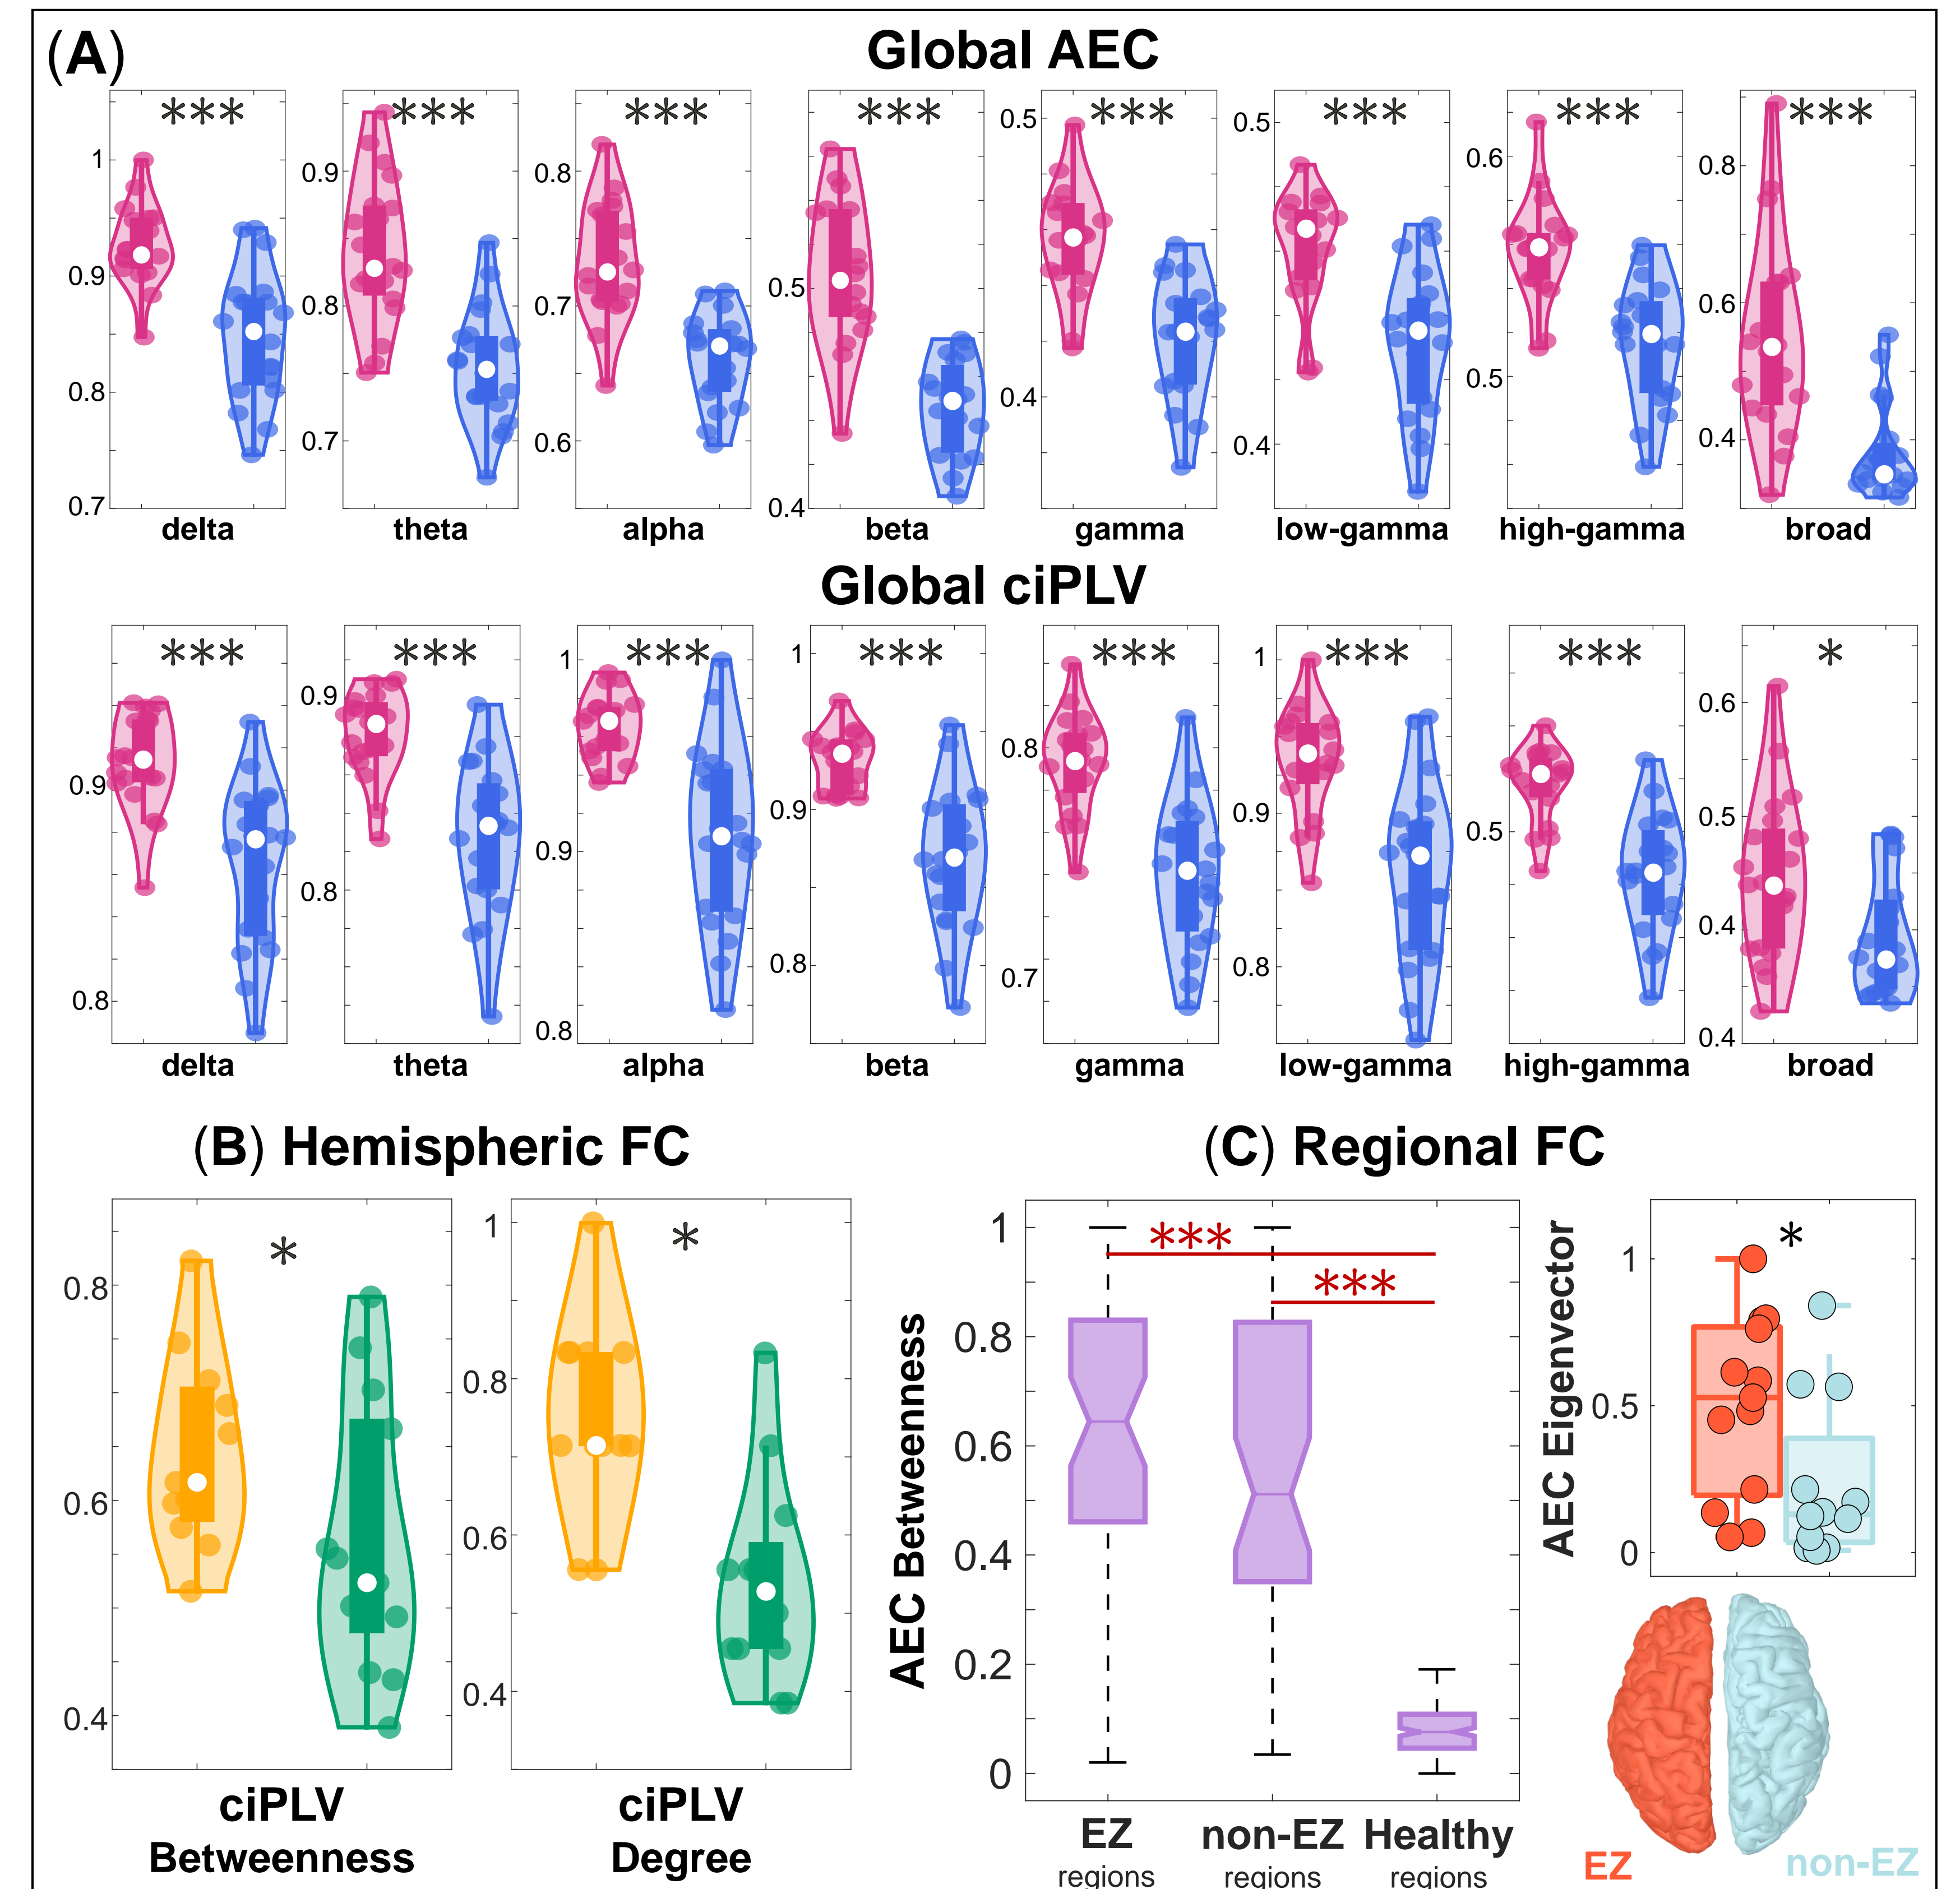 (A)
Global AEC
*** *** *** *** *** *** *** ***
1
0.9
0.8
0.7
delta
0.9
0.8
0.7
theta
0.8
0.7
0.6
alpha
0.5
0.4
beta
0.5
0.4
gamma
0.5
0.4
low-gamma
0.6
0.5
high-gamma
0.8
0.6
0.4
broad
Global ciPLV
*** *** *** *** *** *** *** *
0.9
0.8
delta
0.9
0.8
theta
1
0.9
0.8
alpha
1
0.9
0.8
beta
0.8
0.7
gamma
1
0.9
0.8
low-gamma
0.5
high-gamma
0.6
0.5
0.4
0.4
broad
(B) Hemispheric FC
*
0.8
0.6
0.4
ciPLV
Betweenness
*
1
0.8
0.6
0.4
ciPLV
Degree
(C) Regional FC
AEC Betweenness
***
***
1
0.8
0.6
0.4
0.2
0
EZ
regions
non-EZ
regions
Healthy
regions
AEC Eigenvector
*
1
0.5
0
EZ
non-EZ